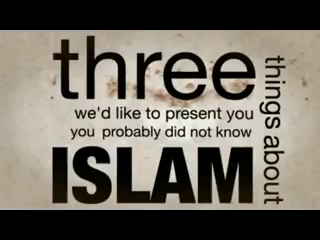 three
things about
we'd like to present you
you probably did not know
ISLAM